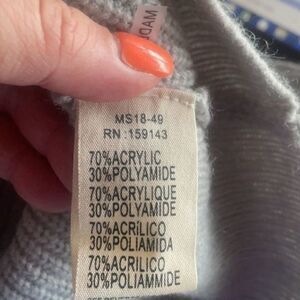 MAD
MS18-49
RN:159143
70%ACRYLIC
30%POLYAMIDE
70%ACRYLIQUE
30%POLYAMIDE
70%ACRÍLICO
30%POLIAMIDA
70%ACRILICO
30%POLIAMMIDE